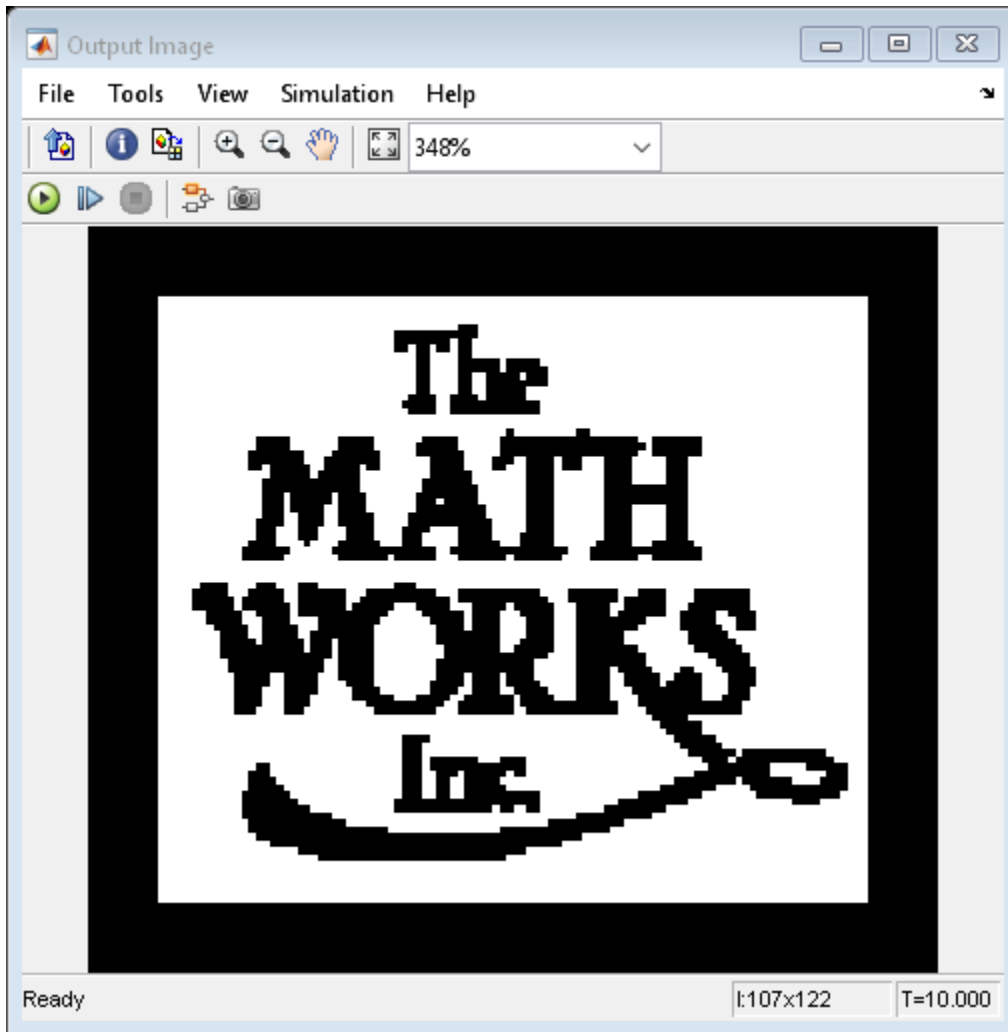 Output Image
File Tools View Simulation Help
348%
The
MATH
WORKS
Inc.
Ready I:107x122 T=10.000